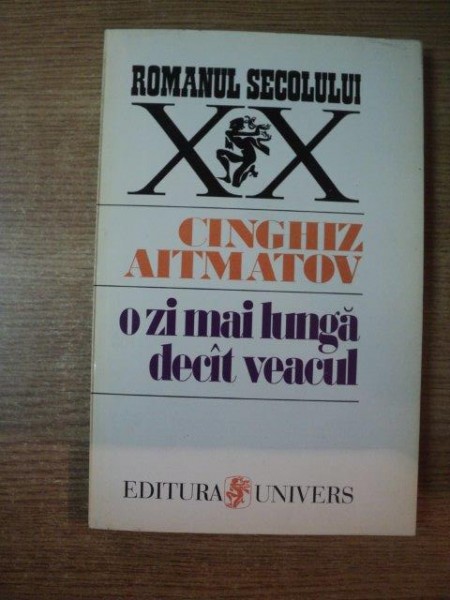 ROMANUL SECOLULUI
XX
CINGHIZ
AITMATOV
o zi mai lungă
decît veacul
EDITURA UNIVERS